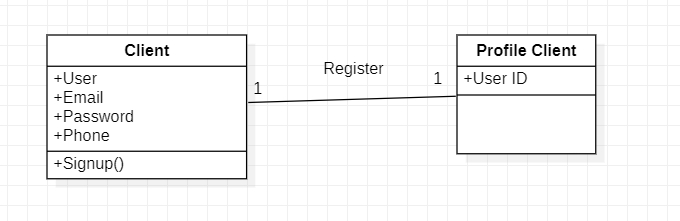 Client
+User
+Email
+Password
+Phone
+Signup()
1
Register
1
Profile Client
+User ID